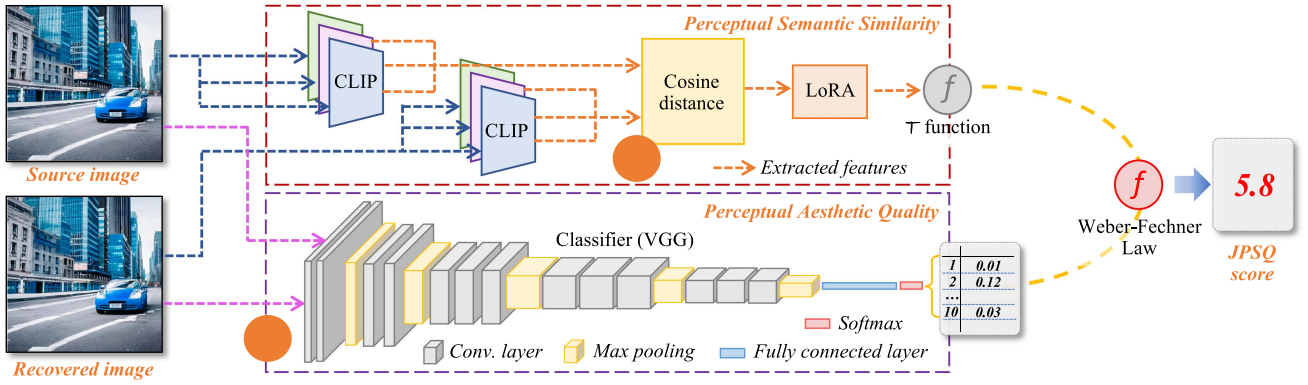 Perceptual Semantic Similarity
CLIP
CLIP
Cosine
distance
LoRA
f
⊤ function
Extracted features
Source image
Perceptual Aesthetic Quality
Classifier (VGG)
1 0.01
2 0.12
...
10 0.03
Softmax
Conv. layer
Max pooling
Fully connected layer
Recovered image
f
Weber-Fechner
Law
5.8
JPSQ
score